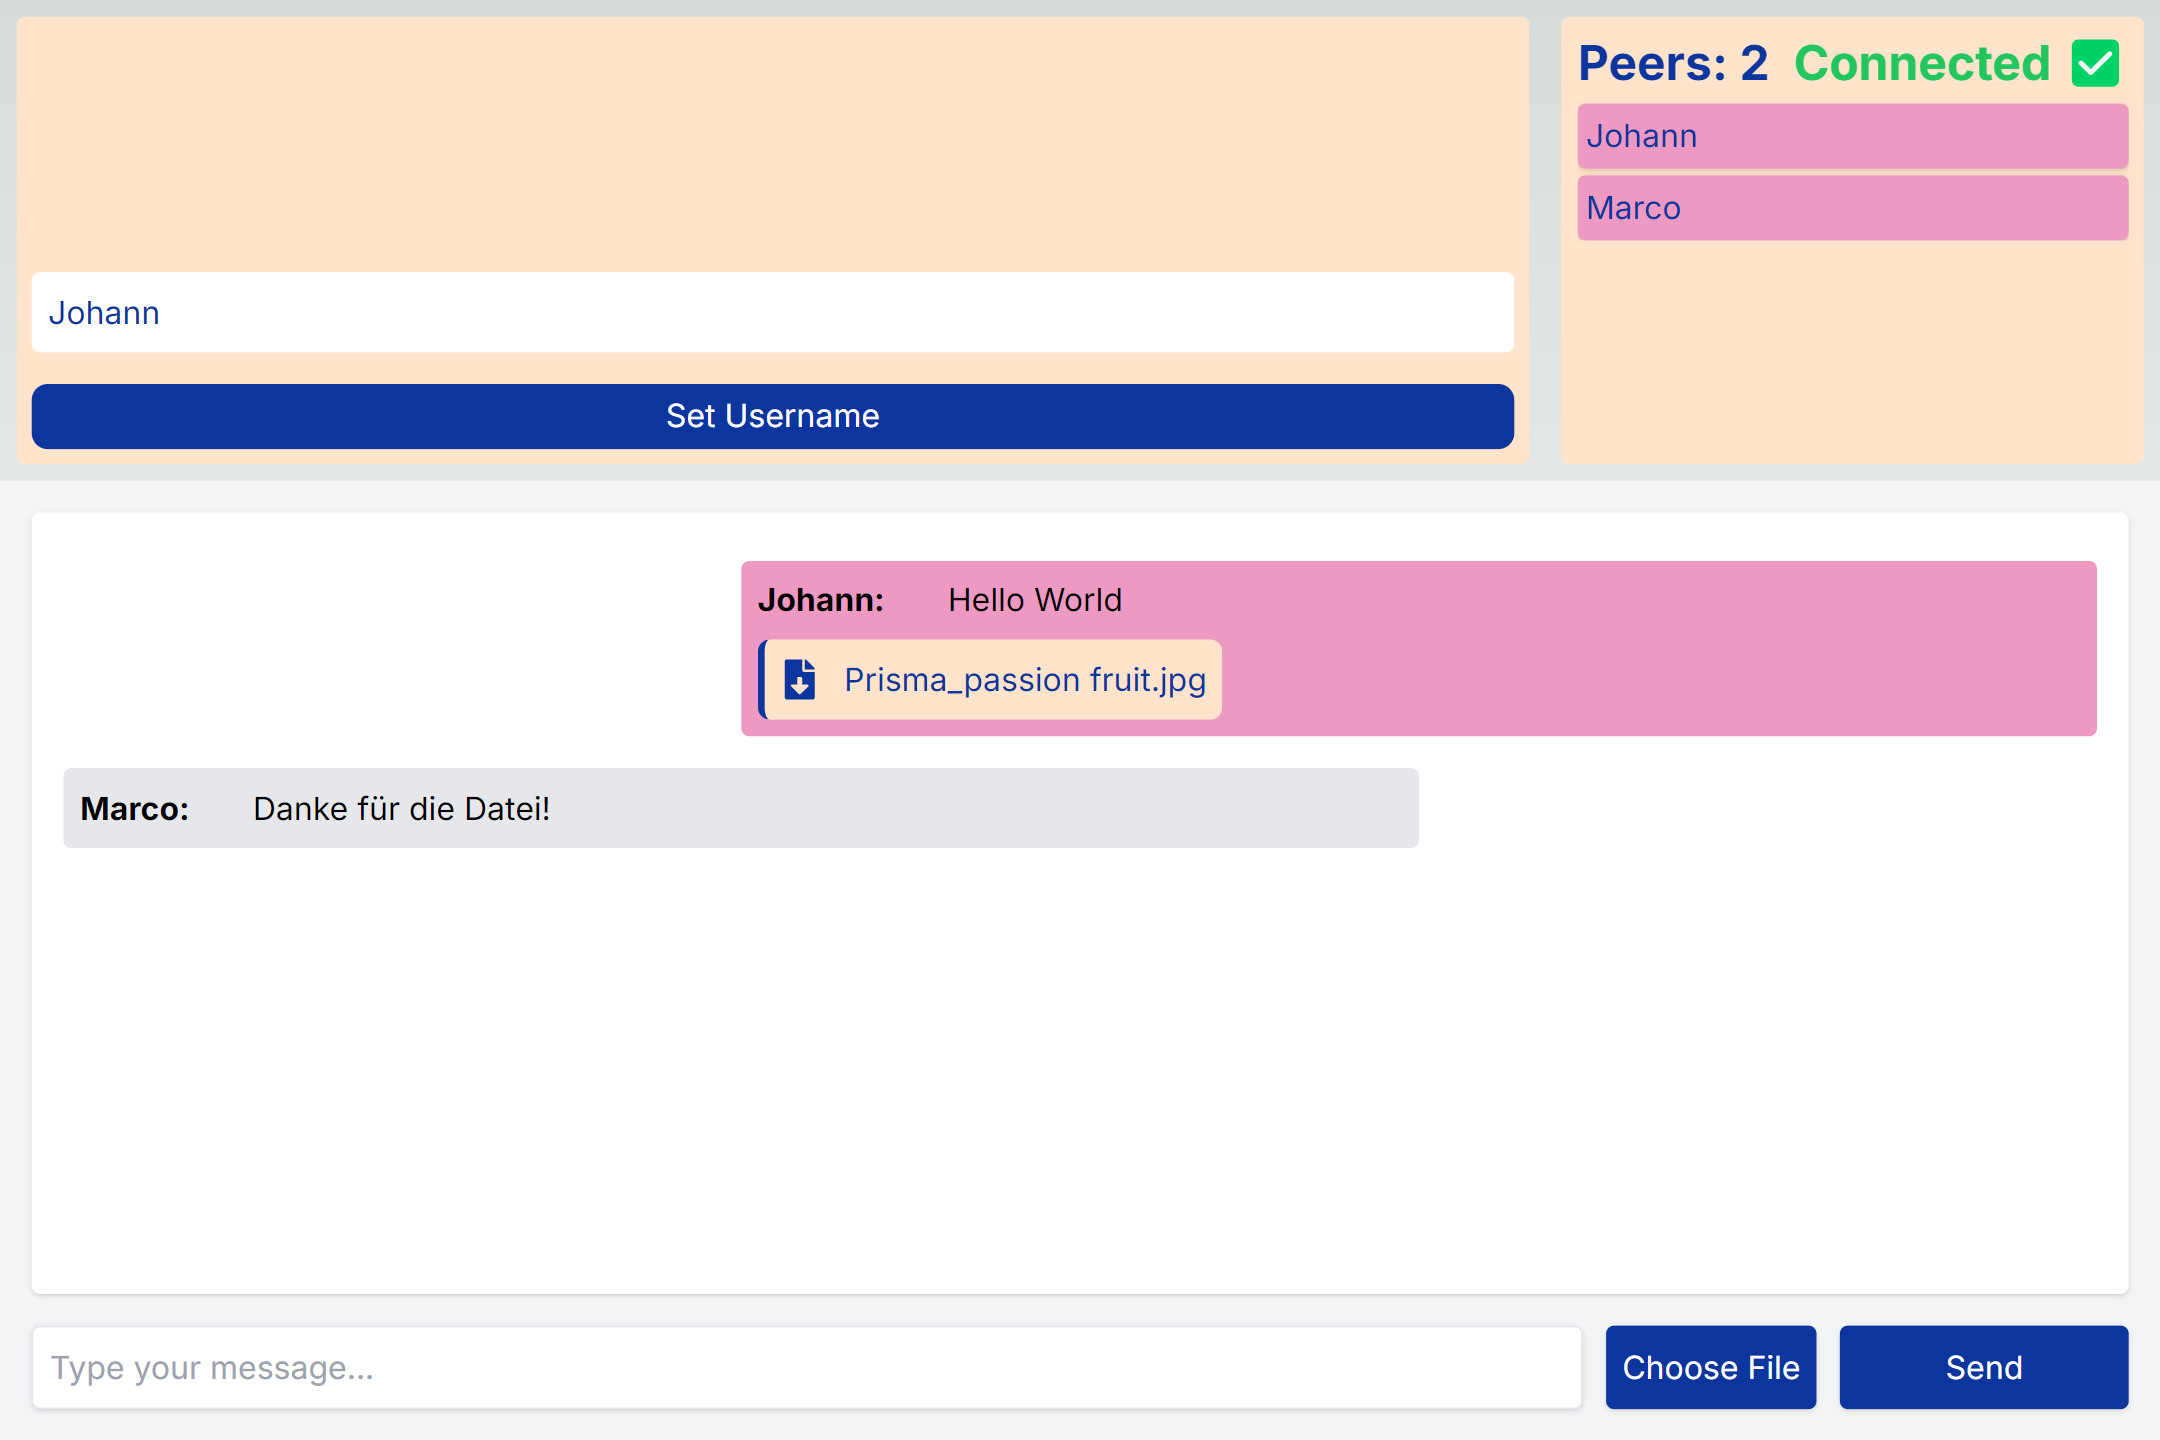 Peers: 2 Connected
Johann
Marco
Johann
Set Username
Johann: Hello World
Prisma_passion fruit.jpg
Marco: Danke für die Datei!
Type your message...
Choose File
Send